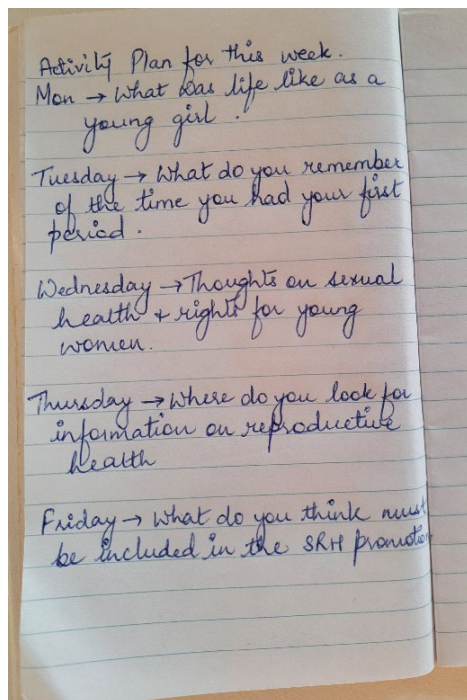 Activity Plan for this week.
Mon → What was life like as a
young girl.
Tuesday → What do you remember
of the time you had your first
period.
Wednesday → Thoughts on sexual
health + rights for young
women.
Thursday → Where do you look for
information on reproductive
health
Friday → What do you think must
be included in the SRH promotion